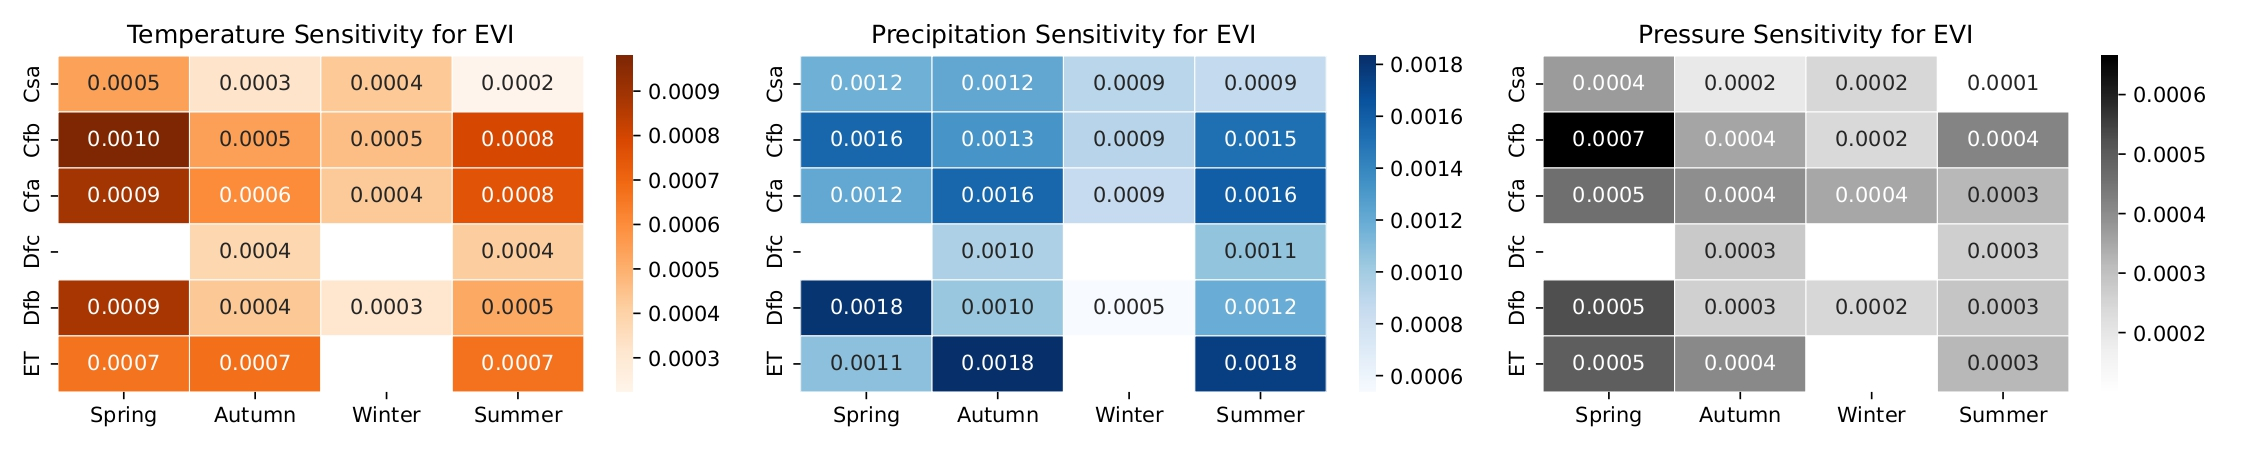 Temperature Sensitivity for EVI
Csa 0.0005 0.0003 0.0004 0.0002
Cfb 0.0010 0.0005 0.0005 0.0008
Cfa 0.0009 0.0006 0.0004 0.0008
Dfc 0.0004 0.0004
Dfb 0.0009 0.0004 0.0003 0.0005
ET 0.0007 0.0007 0.0007
Spring Autumn Winter Summer
0.0009
0.0008
0.0007
0.0006
0.0005
0.0004
0.0003
Precipitation Sensitivity for EVI
Csa 0.0012 0.0012 0.0009 0.0009
Cfb 0.0016 0.0013 0.0009 0.0015
Cfa 0.0012 0.0016 0.0009 0.0016
Dfc 0.0010 0.0011
Dfb 0.0018 0.0010 0.0005 0.0012
ET 0.0011 0.0018 0.0018
Spring Autumn Winter Summer
0.0018
0.0016
0.0014
0.0012
0.0010
0.0008
0.0006
Pressure Sensitivity for EVI
Csa 0.0004 0.0002 0.0002 0.0001
Cfb 0.0007 0.0004 0.0002 0.0004
Cfa 0.0005 0.0004 0.0004 0.0003
Dfc 0.0003 0.0003
Dfb 0.0005 0.0003 0.0002 0.0003
ET 0.0005 0.0004 0.0003
Spring Autumn Winter Summer
0.0006
0.0005
0.0004
0.0003
0.0002